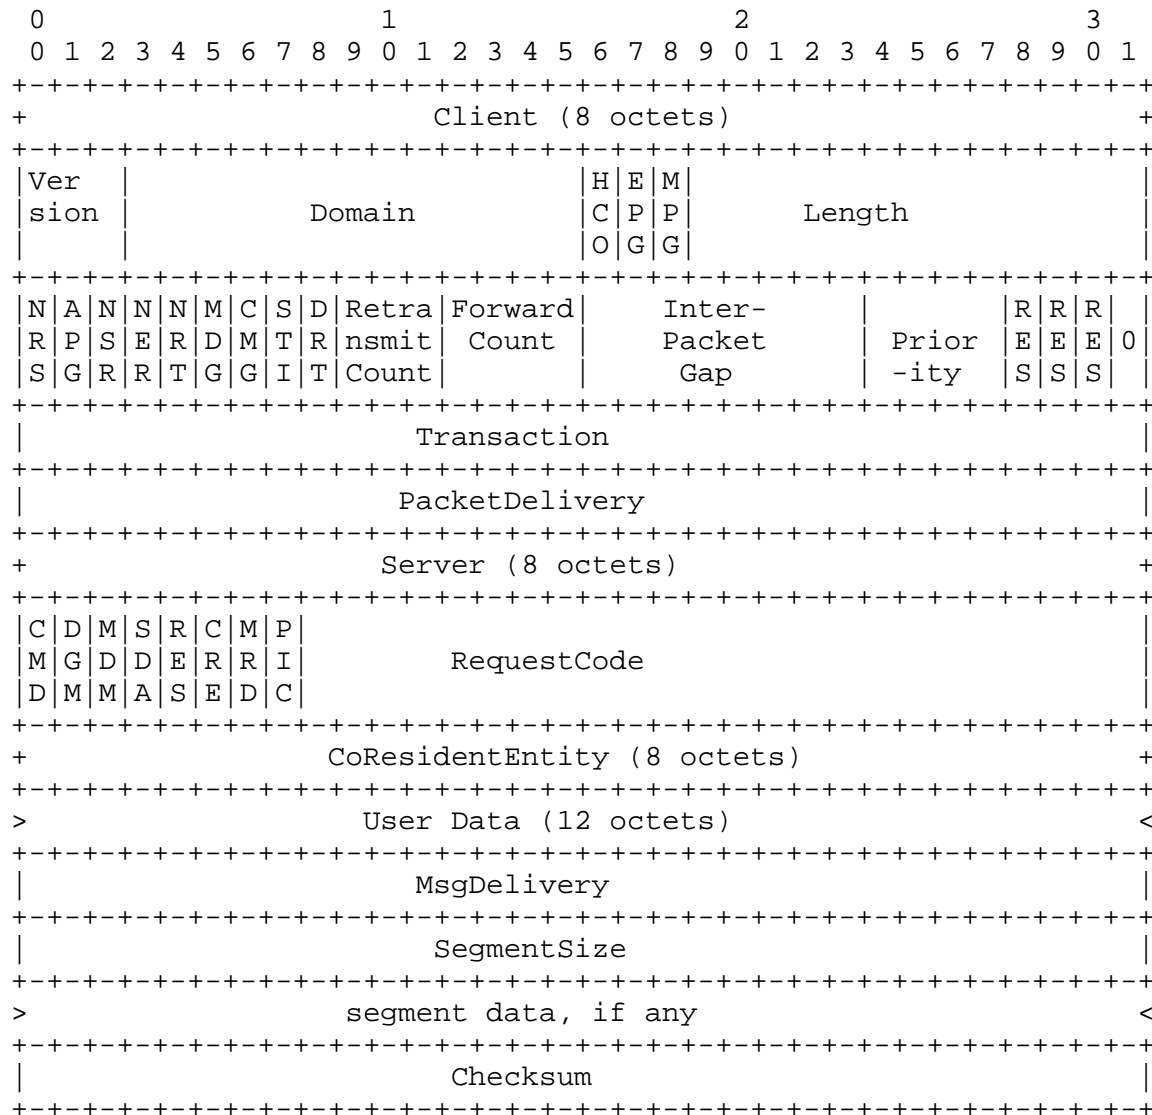 0                   1                   2                   3
 0 1 2 3 4 5 6 7 8 9 0 1 2 3 4 5 6 7 8 9 0 1 2 3 4 5 6 7 8 9 0 1
+-+-+-+-+-+-+-+-+-+-+-+-+-+-+-+-+-+-+-+-+-+-+-+-+-+-+-+-+-+-+-+-+
+                       Client (8 octets)                       +
+-+-+-+-+-+-+-+-+-+-+-+-+-+-+-+-+-+-+-+-+-+-+-+-+-+-+-+-+-+-+-+-+
|Ver  |                         |H|E|M|                         |
|sion |          Domain         |C|P|P|      Length             |
|     |                         |O|G|G|                         |
+-+-+-+-+-+-+-+-+-+-+-+-+-+-+-+-+-+-+-+-+-+-+-+-+-+-+-+-+-+-+-+-+
|N|A|N|N|N|M|C|S|D|Retra|Forward|    Inter-     |       |R|R|R| |
|R|P|S|E|R|D|M|T|R|nsmit| Count |    Packet     | Prior |E|E|E|0|
|S|G|R|R|T|G|G|I|T|Count|       |     Gap       | -ity  |S|S|S| |
+-+-+-+-+-+-+-+-+-+-+-+-+-+-+-+-+-+-+-+-+-+-+-+-+-+-+-+-+-+-+-+-+
|                      Transaction                              |
+-+-+-+-+-+-+-+-+-+-+-+-+-+-+-+-+-+-+-+-+-+-+-+-+-+-+-+-+-+-+-+-+
|                     PacketDelivery                            |
+-+-+-+-+-+-+-+-+-+-+-+-+-+-+-+-+-+-+-+-+-+-+-+-+-+-+-+-+-+-+-+-+
+                    Server (8 octets)                          +
+-+-+-+-+-+-+-+-+-+-+-+-+-+-+-+-+-+-+-+-+-+-+-+-+-+-+-+-+-+-+-+-+
|C|D|M|S|R|C|M|P|                                               |
|M|G|D|D|E|R|R|I|        RequestCode                            |
|D|M|M|A|S|E|D|C|                                               |
+-+-+-+-+-+-+-+-+-+-+-+-+-+-+-+-+-+-+-+-+-+-+-+-+-+-+-+-+-+-+-+-+
+                 CoResidentEntity (8 octets)                   +
+-+-+-+-+-+-+-+-+-+-+-+-+-+-+-+-+-+-+-+-+-+-+-+-+-+-+-+-+-+-+-+-+
>                   User Data (12 octets)                       <
+-+-+-+-+-+-+-+-+-+-+-+-+-+-+-+-+-+-+-+-+-+-+-+-+-+-+-+-+-+-+-+-+
|                      MsgDelivery                              |
+-+-+-+-+-+-+-+-+-+-+-+-+-+-+-+-+-+-+-+-+-+-+-+-+-+-+-+-+-+-+-+-+
|                       SegmentSize                             |
+-+-+-+-+-+-+-+-+-+-+-+-+-+-+-+-+-+-+-+-+-+-+-+-+-+-+-+-+-+-+-+-+
>                  segment data, if any                         <
+-+-+-+-+-+-+-+-+-+-+-+-+-+-+-+-+-+-+-+-+-+-+-+-+-+-+-+-+-+-+-+-+
|                        Checksum                               |
+-+-+-+-+-+-+-+-+-+-+-+-+-+-+-+-+-+-+-+-+-+-+-+-+-+-+-+-+-+-+-+-+